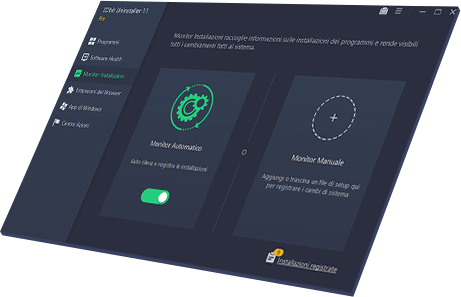 IObit Uninstaller 11
Pro
Monitor Installazioni raccoglie informazioni sulle installazioni dei programmi e rende visibili
tutti i cambiamenti fatti al sistema.
Programmi
Software Health
Monitor Installazioni
Estensioni del Browser
App di Windows
Centro Azioni
Monitor Automatico
Auto rileva e registra le installazioni
o
Monitor Manuale
Aggiungi o trascina un file di setup qui
per registrare i cambi di sistema
Installazioni registrate